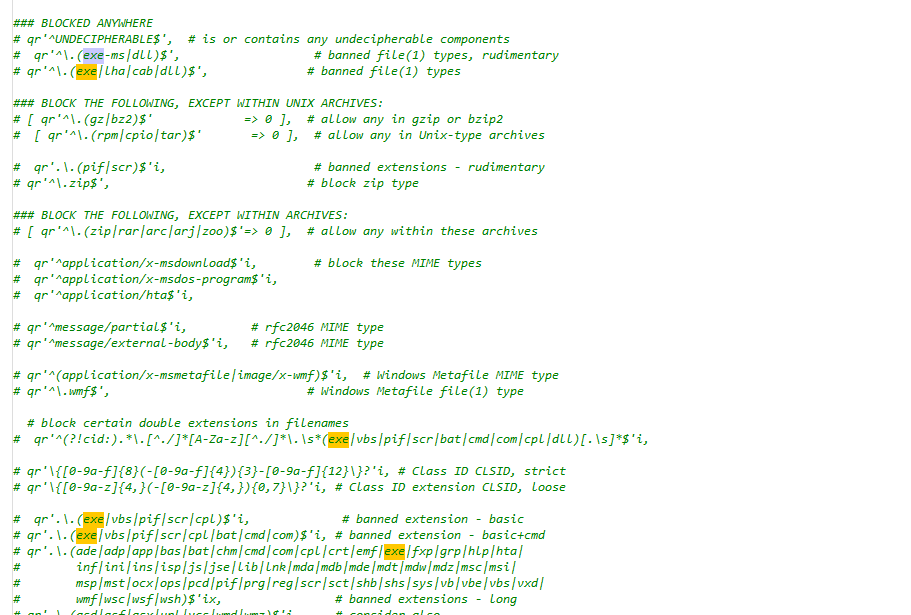 ### BLOCKED ANYWHERE
# qr'^UNDECIPHERABLE$', # is or contains any undecipherable components
# qr'^\.(exe-ms|dll)$', # banned file(1) types, rudimentary
# qr'^\.(exe|lha|cab|dll)$', # banned file(1) types
### BLOCK THE FOLLOWING, EXCEPT WITHIN UNIX ARCHIVES:
# [ qr'^\.(gz|bz2)$' => 0 ], # allow any in gzip or bzip2
# [ qr'^\.(rpm|cpio|tar)$' => 0 ], # allow any in Unix-type archives
# qr'.\.(pif|scr)$'i, # banned extensions - rudimentary
# qr'^\.zip$', # block zip type
### BLOCK THE FOLLOWING, EXCEPT WITHIN ARCHIVES:
# [ qr'^\.(zip|rar|arc|arj|zoo)$'=> 0 ], # allow any within these archives
# qr'^application/x-msdownload$'i, # block these MIME types
# qr'^application/x-msdos-program$'i,
# qr'^application/hta$'i,
# qr'^message/partial$'i, # rfc2046 MIME type
# qr'^message/external-body$'i, # rfc2046 MIME type
# qr'^(application/x-msmetafile|image/x-wmf)$'i, # Windows Metafile MIME type
# qr'^\.wmf$', # Windows Metafile file(1) type
# block certain double extensions in filenames
# qr'^(?!cid:).*\.[^./]*[A-Za-z][^./]*\.\s*(exe|vbs|pif|scr|bat|cmd|com|cpl|dll)[.\s]*$'i,
# qr'\{[0-9a-f]{8}(-[0-9a-f]{4}){3}-[0-9a-f]{12}\}?'i, # Class ID CLSID, strict
# qr'\{[0-9a-z]{4,}(-[0-9a-z]{4,}){0,7}\}?'i, # Class ID extension CLSID, loose
# qr'.\.(exe|vbs|pif|scr|cpl)$'i, # banned extension - basic
# qr'.\.(exe|vbs|pif|scr|cpl|bat|cmd|com)$'i, # banned extension - basic+cmd
# qr'.\.(ade|adp|app|bas|bat|chm|cmd|com|cpl|crt|emf|exe|fxp|grp|hlp|hta|
# inf|ini|ins|isp|js|jse|lib|lnk|mda|mdb|mde|mdt|mdw|mdz|msc|msi|
# msp|mst|ocx|ops|pcd|pif|prg|reg|scr|sct|shb|shs|sys|vb|vbe|vbs|vxd|
# wmf|wsc|wsf|wsh)$'ix, # banned extensions - long